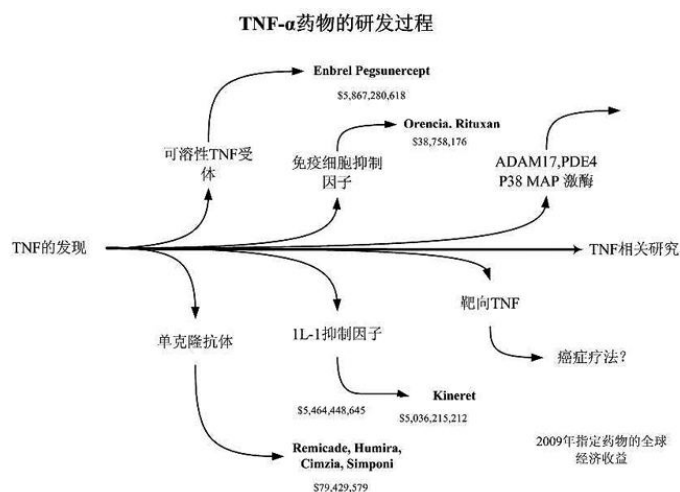 TNF-α药物的研发过程
Enbrel Pegsunercept
$5,867,280,618
Orencia. Rituxan
$38,758,176
可溶性TNF受
体
免疫细胞抑制
因子
ADAM17,PDE4
P38 MAP 激酶
TNF的发现
TNF相关研究
单克隆抗体
1L-1抑制因子
靶向TNF
癌症疗法？
Kineret
$5,464,448,645
$5,036,215,212
Remicade, Humira,
Cimzia, Simponi
$79,429,579
2009年指定药物的全球
经济收益